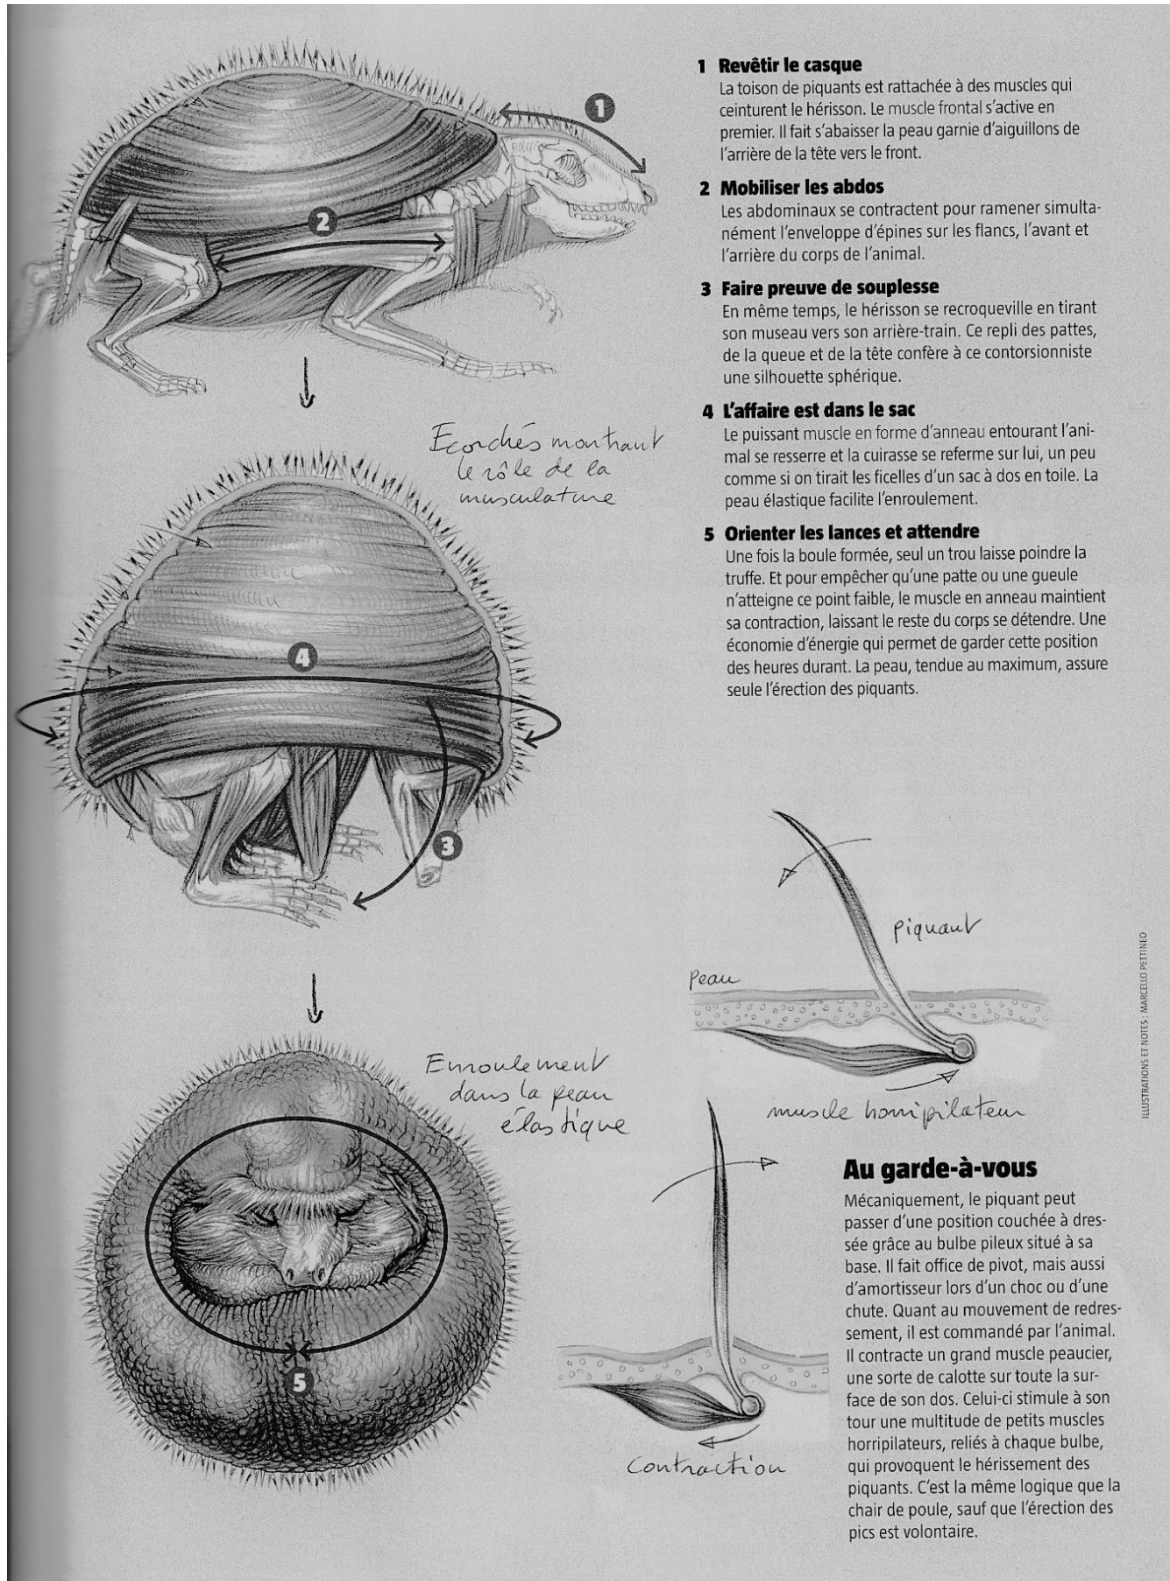 1 Revêtir le casque
La toison de piquants est rattachée à des muscles qui
ceinturent le hérisson. Le muscle frontal s’active en
premier. Il fait s’abaisser la peau garnie d’aiguillons de
l’arrière de la tête vers le front.
2 Mobiliser les abdos
Les abdominaux se contractent pour ramener simulta-
nément l’enveloppe d’épines sur les flancs, l’avant et
l’arrière du corps de l’animal.
3 Faire preuve de souplesse
En même temps, le hérisson se recroqueville en tirant
son museau vers son arrière-train. Ce repli des pattes,
de la queue et de la tête confère à ce contorsionniste
une silhouette sphérique.
4 L’affaire est dans le sac
Le puissant muscle en forme d’anneau entourant l’ani-
mal se resserre et la cuirasse se referme sur lui, un peu
comme si on tirait les ficelles d’un sac à dos en toile. La
peau élastique facilite l’enroulement.
5 Orienter les lances et attendre
Une fois la boule formée, seul un trou laisse poindre la
truffe. Et pour empêcher qu’une patte ou une gueule
n’atteigne ce point faible, le muscle en anneau maintient
sa contraction, laissant le reste du corps se détendre. Une
économie d’énergie qui permet de garder cette position
des heures durant. La peau, tendue au maximum, assure
seule l’érection des piquants.
1
2
Ecorchés montrant
le rôle de la
musculature
4
3
Enroulement
dans la peau
élastique
5
piquant
Peau
muscle horripilateur
contraction
Au garde-à-vous
Mécaniquement, le piquant peut
passer d’une position couchée à dres-
sée grâce au bulbe pileux situé à sa
base. Il fait office de pivot, mais aussi
d’amortisseur lors d’un choc ou d’une
chute. Quant au mouvement de redres-
sement, il est commandé par l’animal.
Il contracte un grand muscle peaucier,
une sorte de calotte sur toute la sur-
face de son dos. Celui-ci stimule à son
tour une multitude de petits muscles
horripilateurs, reliés à chaque bulbe,
qui provoquent le hérissement des
piquants. C’est la même logique que la
chair de poule, sauf que l’érection des
pics est volontaire.
ILLUSTRATIONS ET NOTES : MARCELLO PETTINEO